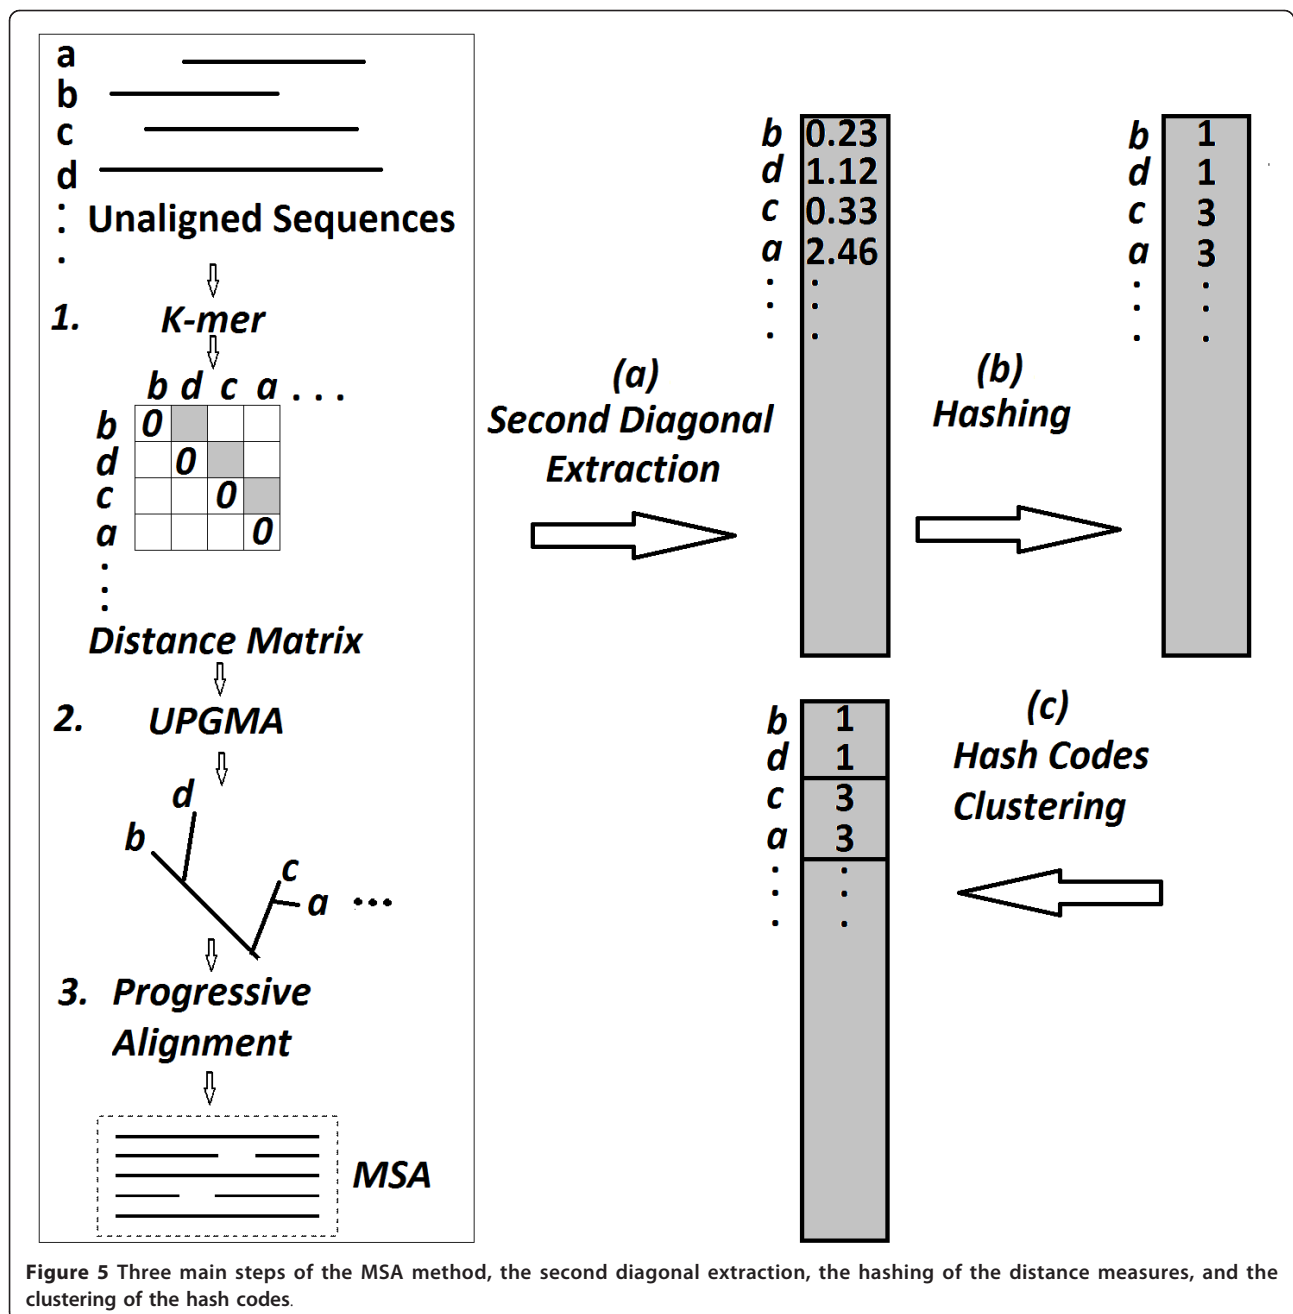 a
b
c
d
.
.
.
Unaligned Sequences
1. K-mer
b d c a . . .
b 0
d 0
c 0
a 0
.
.
.
Distance Matrix
2. UPGMA
d
b
c
a ...
3. Progressive
Alignment
MSA
(a)
Second Diagonal
Extraction
b 0.23
d 1.12
c 0.33
a 2.46
. .
. .
. .
(b)
Hashing
b 1
d 1
c 3
a 3
. .
. .
. .
(c)
Hash Codes
Clustering
b 1
d 1
c 3
a 3
. .
. .
. .
Figure 5 Three main steps of the MSA method, the second diagonal extraction, the hashing of the distance measures, and the
clustering of the hash codes.